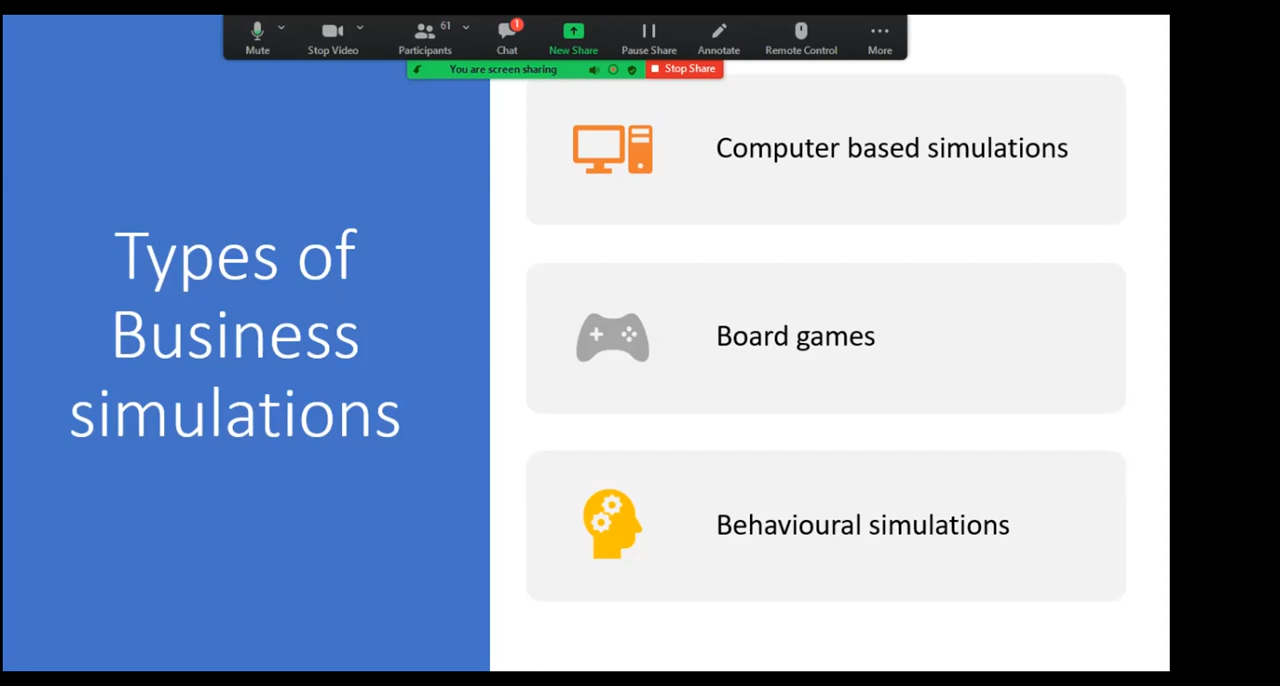 61
1
Mute
Stop Video
Participants
Chat
New Share
Pause Share
Annotate
Remote Control
More
You are screen sharing
Stop Share
Types of
Business
simulations
Computer based simulations
Board games
Behavioural simulations